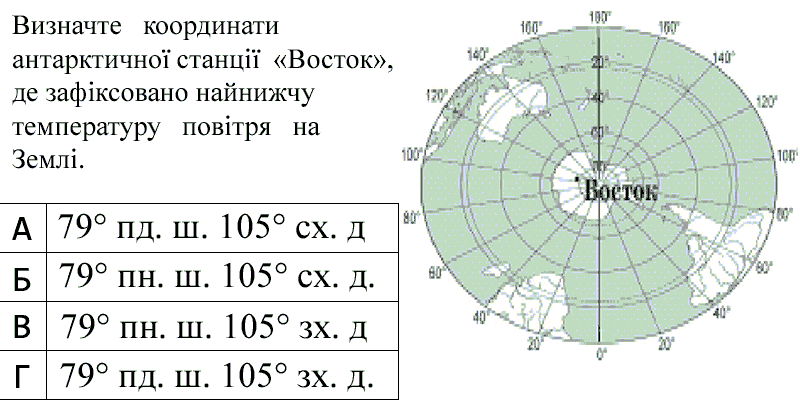 Визначте координати
антарктичної станції «Восток»,
де зафіксовано найнижчу
температуру повітря на
Землі.
А 79° пд. ш. 105° сх. д
Б 79° пн. ш. 105° сх. д.
В 79° пн. ш. 105° зх. д
Г 79° пд. ш. 105° зх. д.
180°
160°
160°
140°
140°
120°
120°
100°
100°
80°
80°
60°
60°
40°
40°
20°
20°
0°
20°
40°
Восток